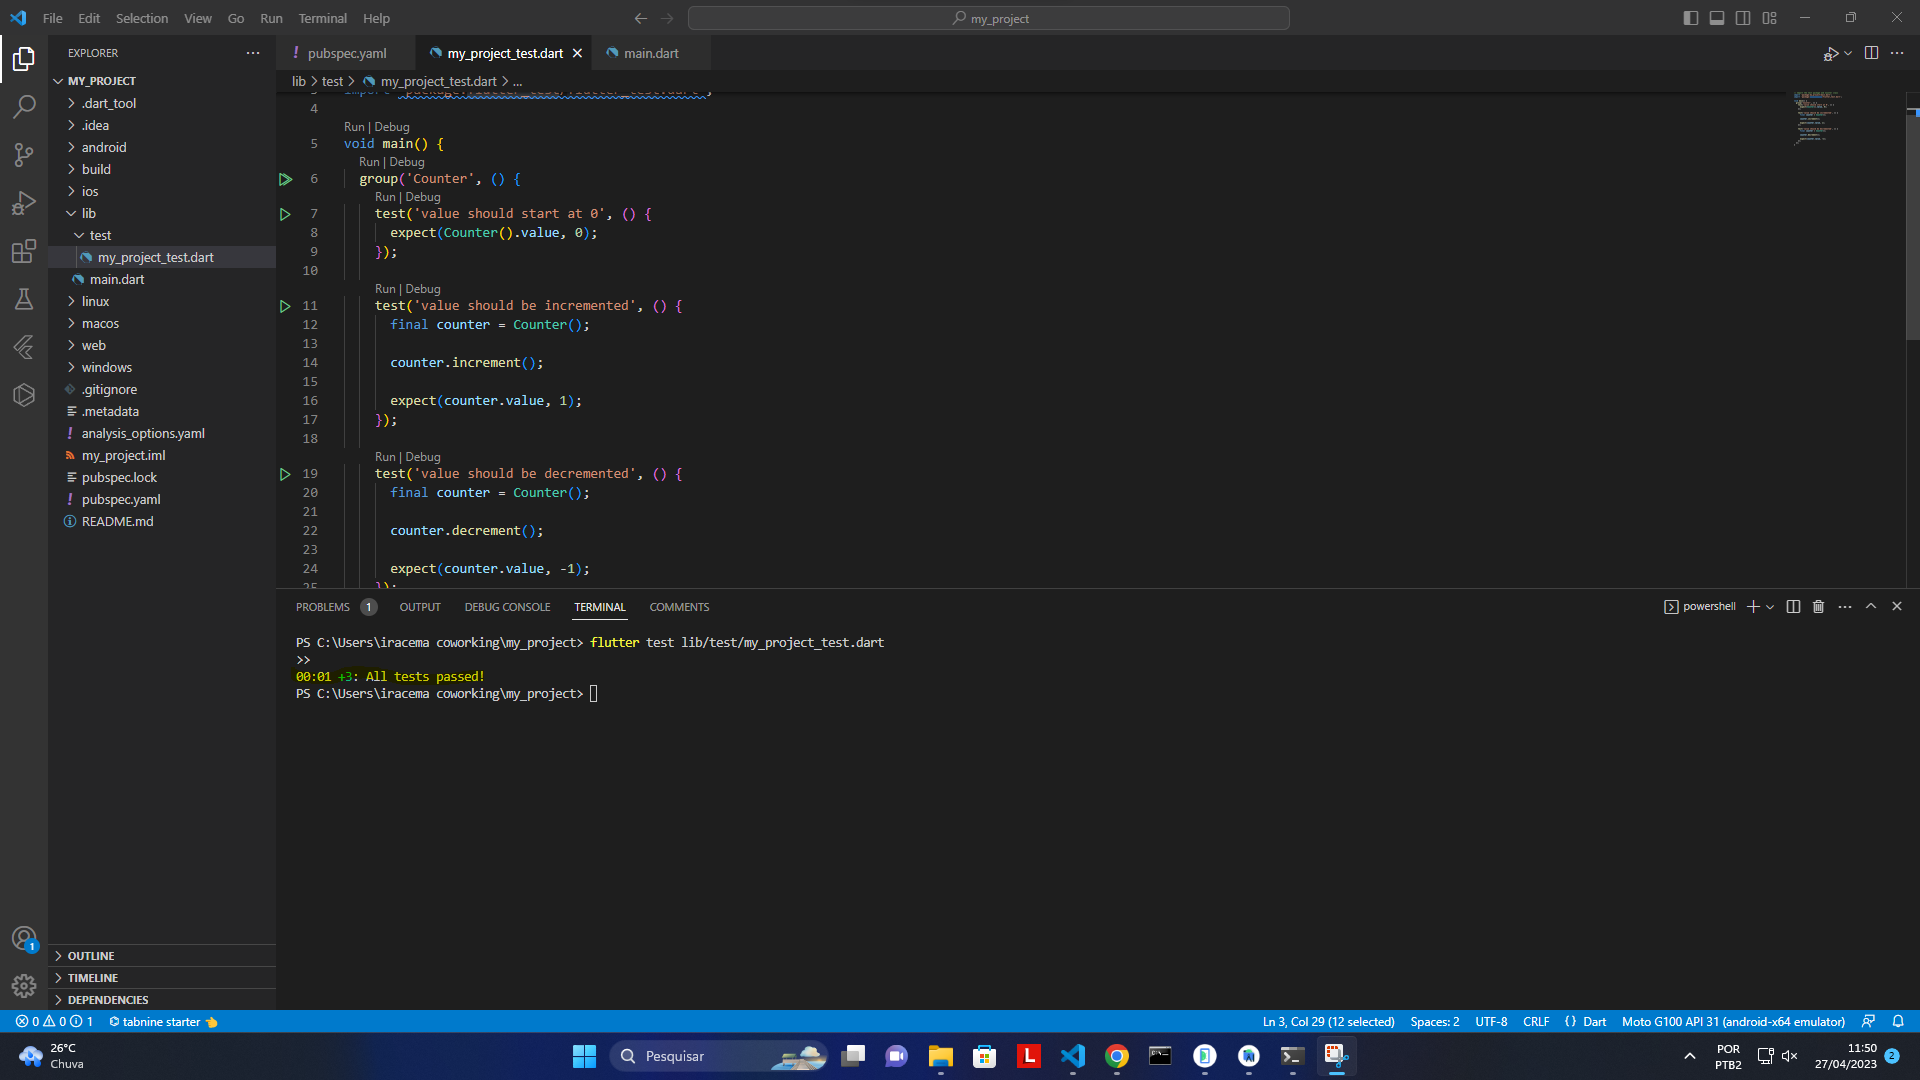 File Edit Selection View Go Run Terminal Help
my_project
EXPLORER
pubspec.yaml
my_project_test.dart
main.dart
lib > test > my_project_test.dart > ...
MY_PROJECT
.dart_tool
.idea
android
build
ios
lib
test
my_project_test.dart
main.dart
linux
macos
web
windows
.gitignore
.metadata
analysis_options.yaml
my_project.iml
pubspec.lock
pubspec.yaml
README.md
OUTLINE
TIMELINE
DEPENDENCIES
4
Run | Debug
5 void main() {
Run | Debug
6 group('Counter', () {
Run | Debug
7 test('value should start at 0', () {
8 expect(Counter().value, 0);
9 });
10
Run | Debug
11 test('value should be incremented', () {
12 final counter = Counter();
13
14 counter.increment();
15
16 expect(counter.value, 1);
17 });
18
Run | Debug
19 test('value should be decremented', () {
20 final counter = Counter();
21
22 counter.decrement();
23
24 expect(counter.value, -1);
25 });
PROBLEMS 1 OUTPUT DEBUG CONSOLE TERMINAL COMMENTS
powershell
PS C:\Users\iracema coworking\my_project> flutter test lib/test/my_project_test.dart
>>
00:01 +3: All tests passed!
PS C:\Users\iracema coworking\my_project>
1
0 0 1 tabnine starter
Ln 3, Col 29 (12 selected) Spaces: 2 UTF-8 CRLF {} Dart Moto G100 API 31 (android-x64 emulator)
26°C
Chuva
Pesquisar
L
POR
PTB2
11:50
27/04/2023
2